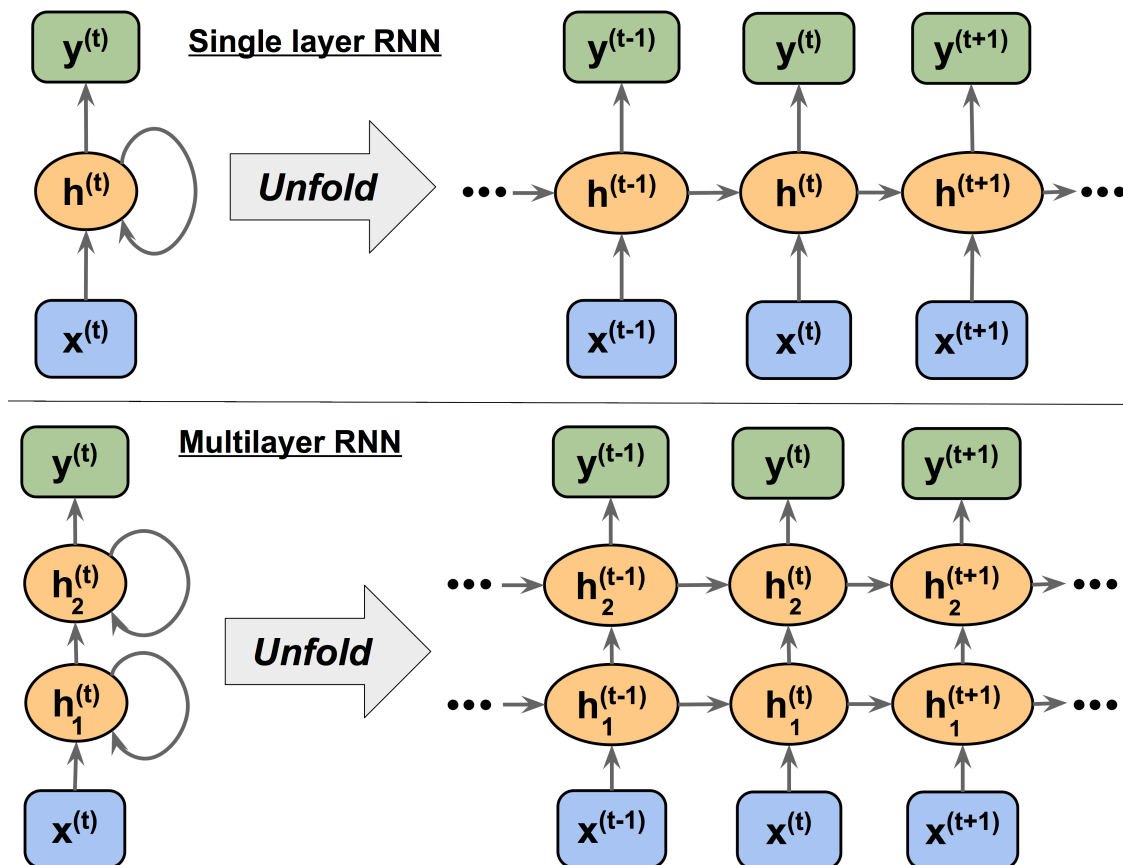 y(t) Single layer RNN y(t-1) y(t) y(t+1)
h(t) Unfold ••• h(t-1) h(t) h(t+1) •••
x(t) x(t-1) x(t) x(t+1)
Multilayer RNN
y(t) y(t-1) y(t) y(t+1)
h2(t) ••• h2(t-1) h2(t) h2(t+1) •••
Unfold
h1(t) ••• h1(t-1) h1(t) h1(t+1) •••
x(t) x(t-1) x(t) x(t+1)